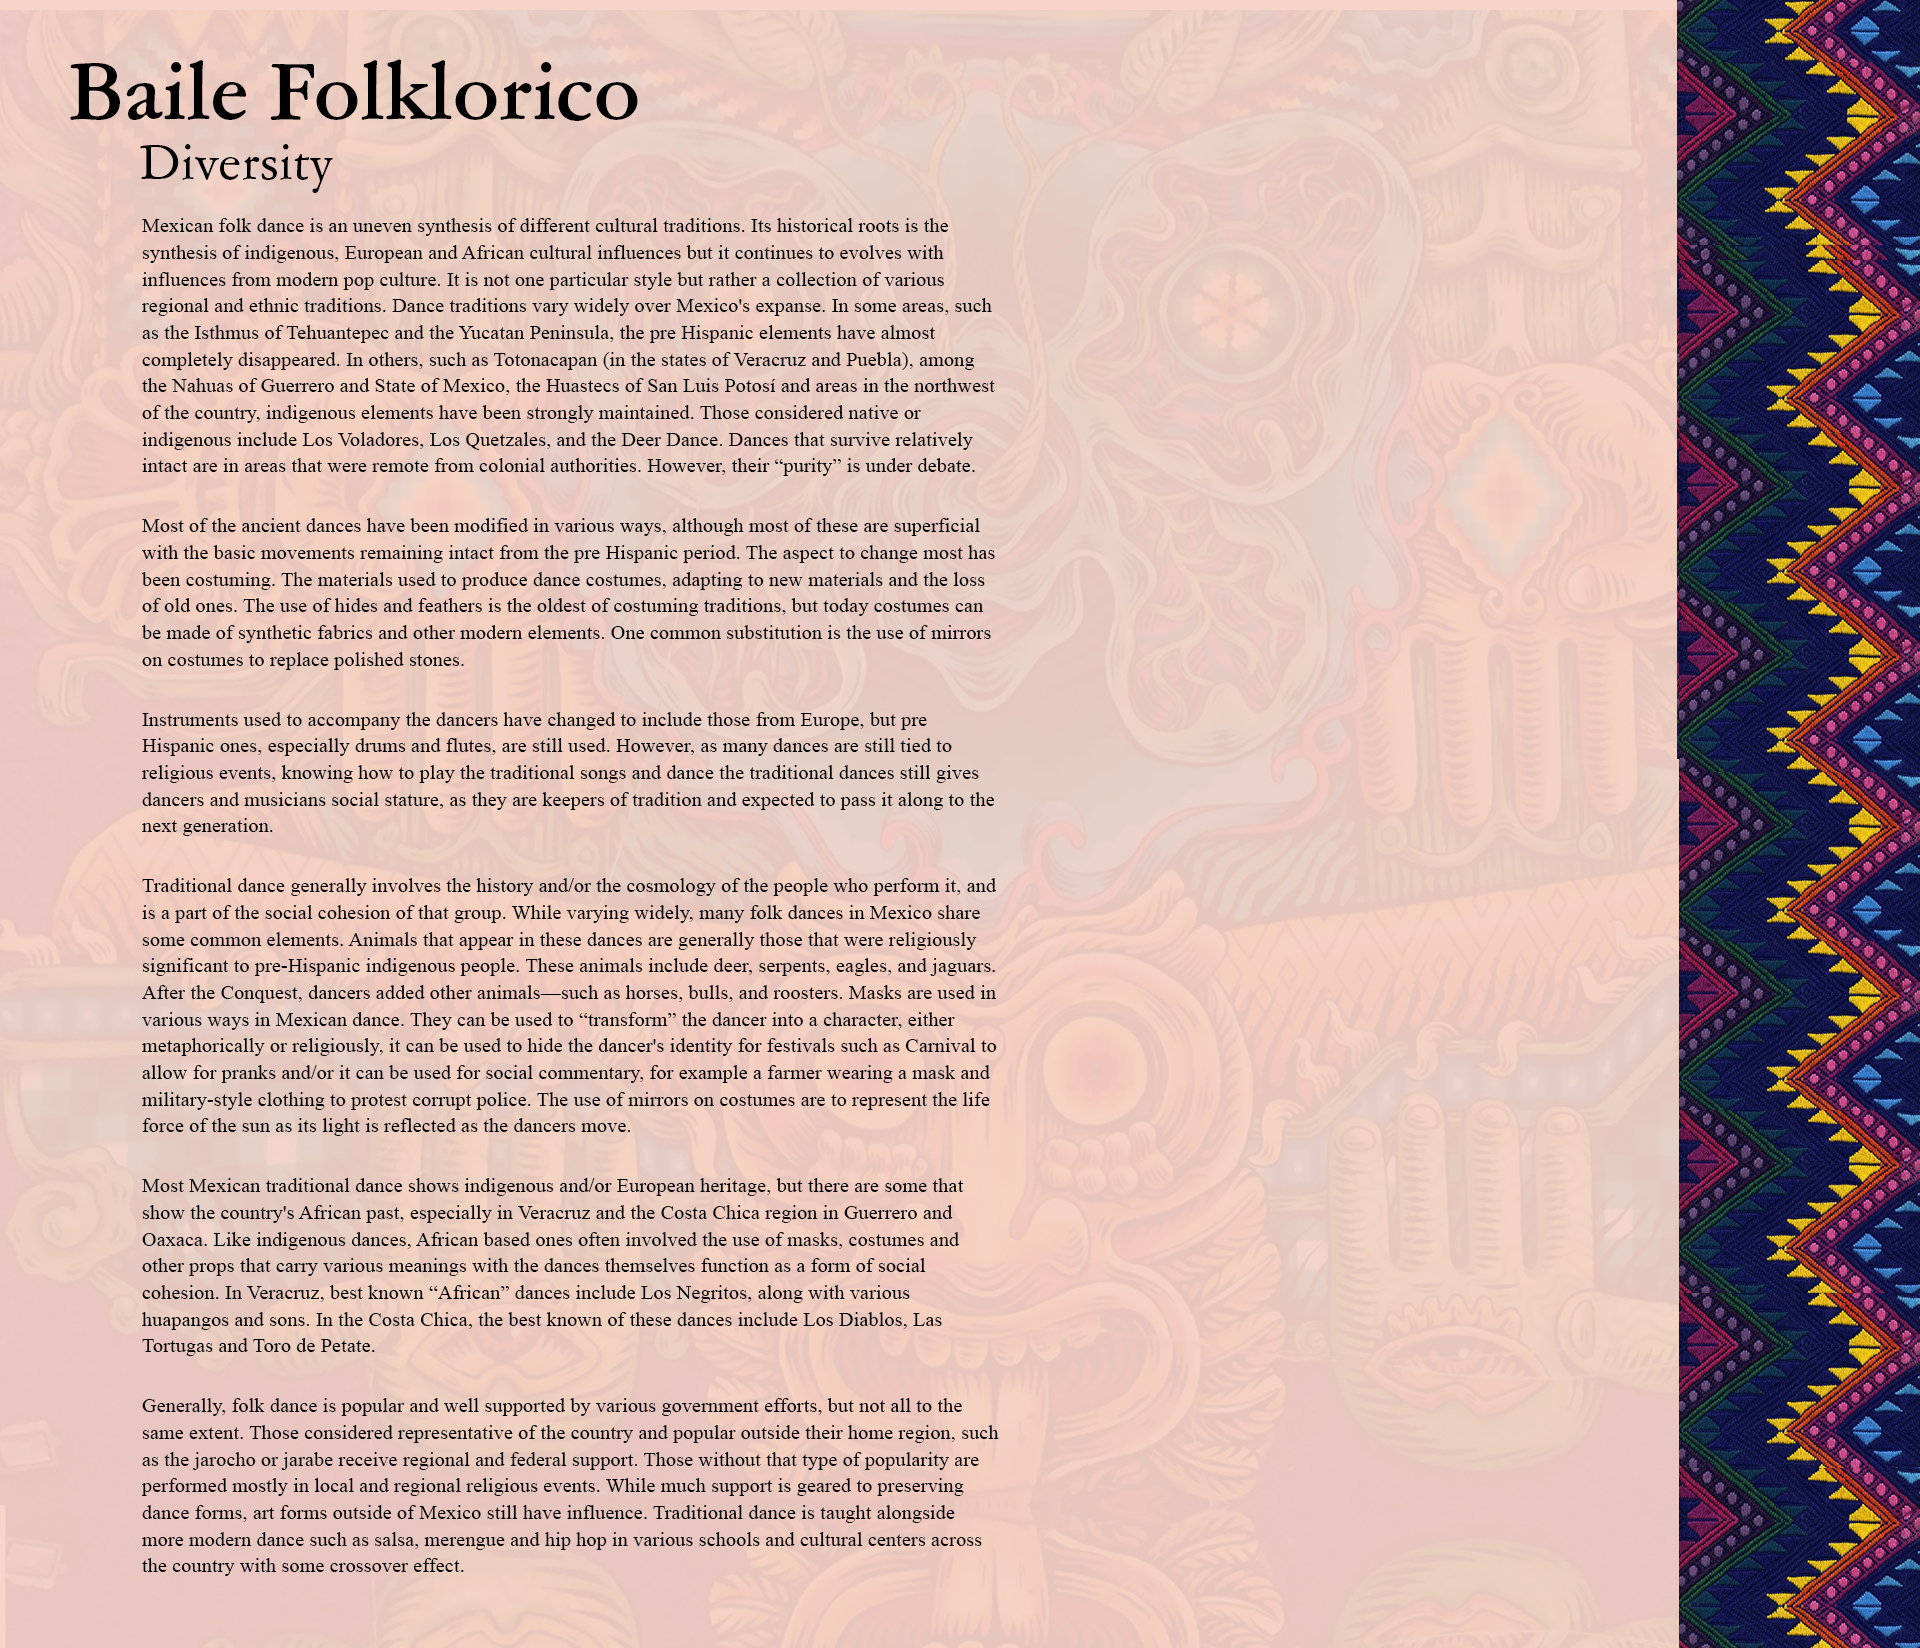 Baile Folklorico
Diversity
Mexican folk dance is an uneven synthesis of different cultural traditions. Its historical roots is the
synthesis of indigenous, European and African cultural influences but it continues to evolves with
influences from modern pop culture. It is not one particular style but rather a collection of various
regional and ethnic traditions. Dance traditions vary widely over Mexico's expanse. In some areas, such
as the Isthmus of Tehuantepec and the Yucatan Peninsula, the pre Hispanic elements have almost
completely disappeared. In others, such as Totonacapan (in the states of Veracruz and Puebla), among
the Nahuas of Guerrero and State of Mexico, the Huastecs of San Luis Potosí and areas in the northwest
of the country, indigenous elements have been strongly maintained. Those considered native or
indigenous include Los Voladores, Los Quetzales, and the Deer Dance. Dances that survive relatively
intact are in areas that were remote from colonial authorities. However, their “purity” is under debate.
Most of the ancient dances have been modified in various ways, although most of these are superficial
with the basic movements remaining intact from the pre Hispanic period. The aspect to change most has
been costuming. The materials used to produce dance costumes, adapting to new materials and the loss
of old ones. The use of hides and feathers is the oldest of costuming traditions, but today costumes can
be made of synthetic fabrics and other modern elements. One common substitution is the use of mirrors
on costumes to replace polished stones.
Instruments used to accompany the dancers have changed to include those from Europe, but pre
Hispanic ones, especially drums and flutes, are still used. However, as many dances are still tied to
religious events, knowing how to play the traditional songs and dance the traditional dances still gives
dancers and musicians social stature, as they are keepers of tradition and expected to pass it along to the
next generation.
Traditional dance generally involves the history and/or the cosmology of the people who perform it, and
is a part of the social cohesion of that group. While varying widely, many folk dances in Mexico share
some common elements. Animals that appear in these dances are generally those that were religiously
significant to pre-Hispanic indigenous people. These animals include deer, serpents, eagles, and jaguars.
After the Conquest, dancers added other animals—such as horses, bulls, and roosters. Masks are used in
various ways in Mexican dance. They can be used to “transform” the dancer into a character, either
metaphorically or religiously, it can be used to hide the dancer's identity for festivals such as Carnival to
allow for pranks and/or it can be used for social commentary, for example a farmer wearing a mask and
military-style clothing to protest corrupt police. The use of mirrors on costumes are to represent the life
force of the sun as its light is reflected as the dancers move.
Most Mexican traditional dance shows indigenous and/or European heritage, but there are some that
show the country's African past, especially in Veracruz and the Costa Chica region in Guerrero and
Oaxaca. Like indigenous dances, African based ones often involved the use of masks, costumes and
other props that carry various meanings with the dances themselves function as a form of social
cohesion. In Veracruz, best known “African” dances include Los Negritos, along with various
huapangos and sons. In the Costa Chica, the best known of these dances include Los Diablos, Las
Tortugas and Toro de Petate.
Generally, folk dance is popular and well supported by various government efforts, but not all to the
same extent. Those considered representative of the country and popular outside their home region, such
as the jarocho or jarabe receive regional and federal support. Those without that type of popularity are
performed mostly in local and regional religious events. While much support is geared to preserving
dance forms, art forms outside of Mexico still have influence. Traditional dance is taught alongside
more modern dance such as salsa, merengue and hip hop in various schools and cultural centers across
the country with some crossover effect.